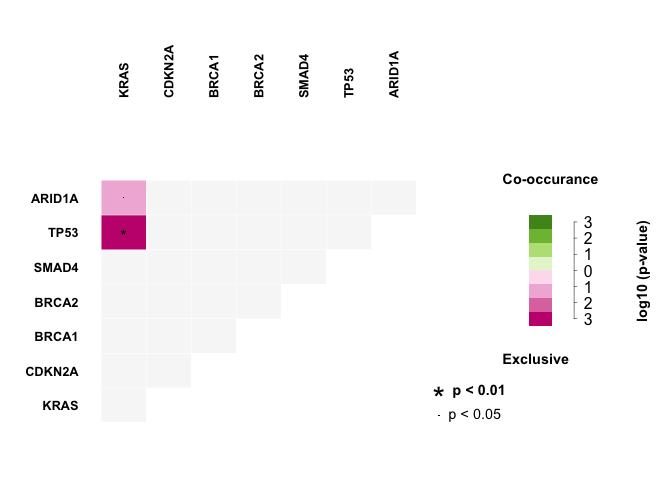 KRAS
CDKN2A
BRCA1
BRCA2
SMAD4
TP53
ARID1A
ARID1A
·
TP53
*
SMAD4
BRCA2
BRCA1
CDKN2A
KRAS
Co-occurance
3
2
1
0
1
2
3
log10 (p-value)
Exclusive
* p < 0.01
· p < 0.05